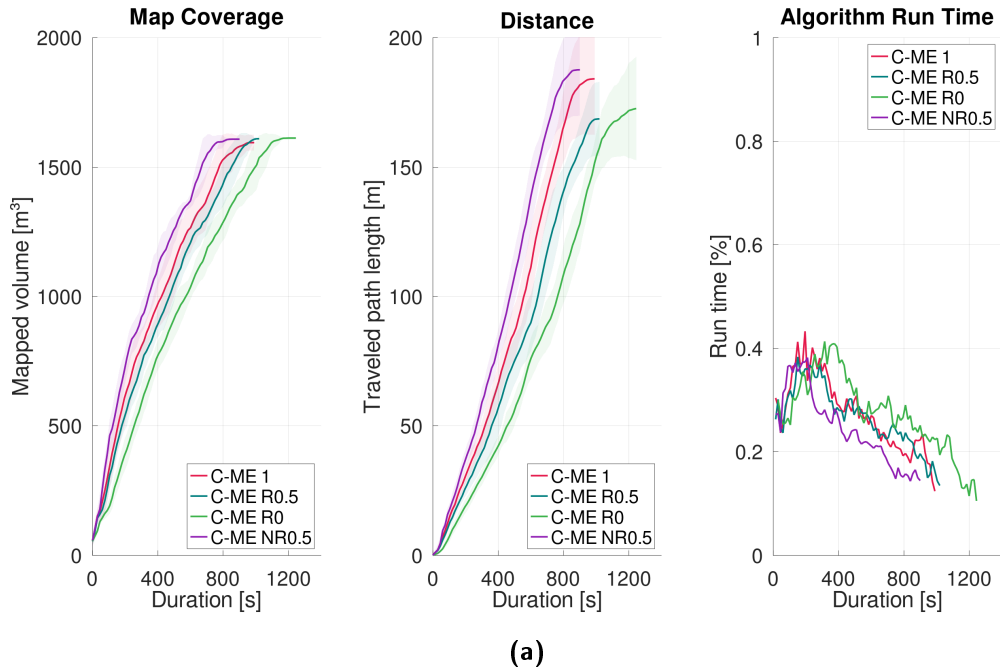 Map Coverage
Mapped volume [m³]
2000
1500
1000
500
0
0 400 800 1200
Duration [s]
C-ME 1
C-ME R0.5
C-ME R0
C-ME NR0.5
Distance
Traveled path length [m]
200
150
100
50
0
0 400 800 1200
Duration [s]
C-ME 1
C-ME R0.5
C-ME R0
C-ME NR0.5
Algorithm Run Time
Run time [%]
1
0.8
0.6
0.4
0.2
0
0 400 800 1200
Duration [s]
C-ME 1
C-ME R0.5
C-ME R0
C-ME NR0.5
(a)